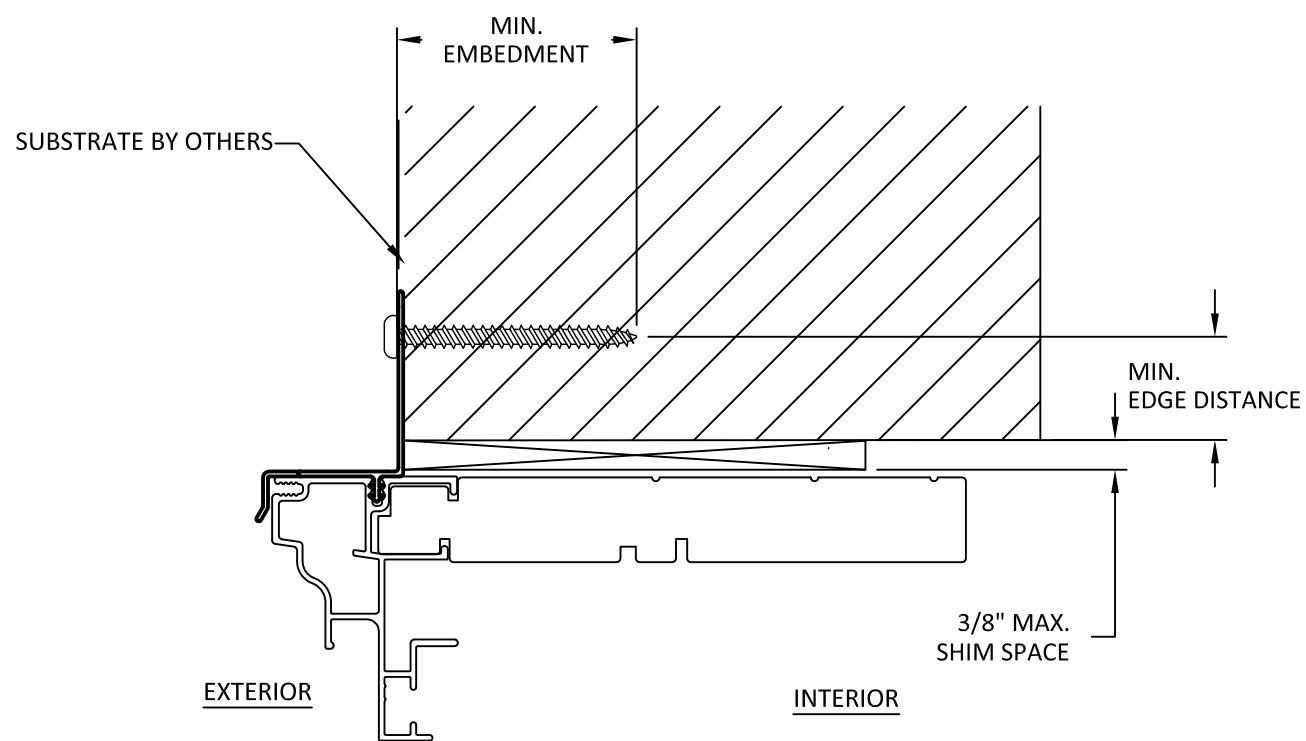 MIN.
EMBEDMENT
SUBSTRATE BY OTHERS
MIN.
EDGE DISTANCE
3/8" MAX.
SHIM SPACE
EXTERIOR
INTERIOR